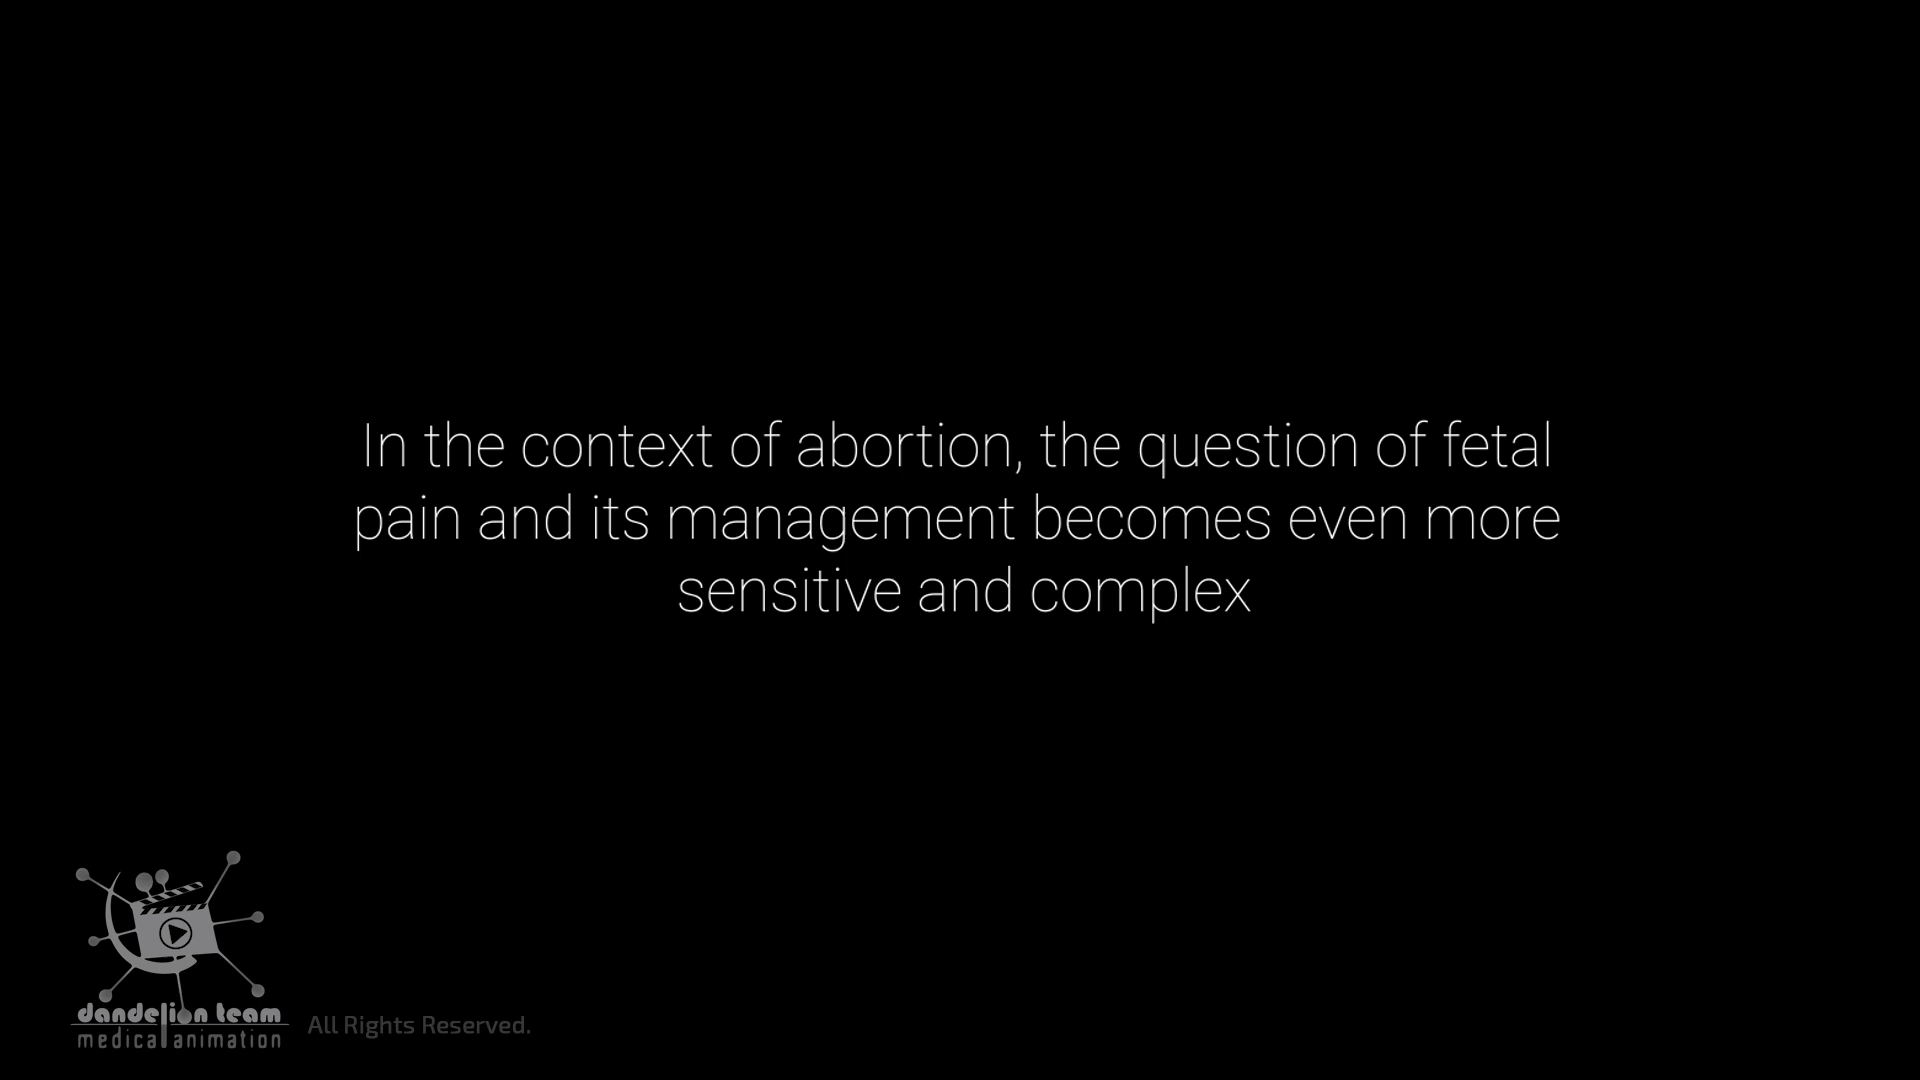 In the context of abortion, the question of fetal
pain and its management becomes even more
sensitive and complex
dandelion team
medical animation
All Rights Reserved.